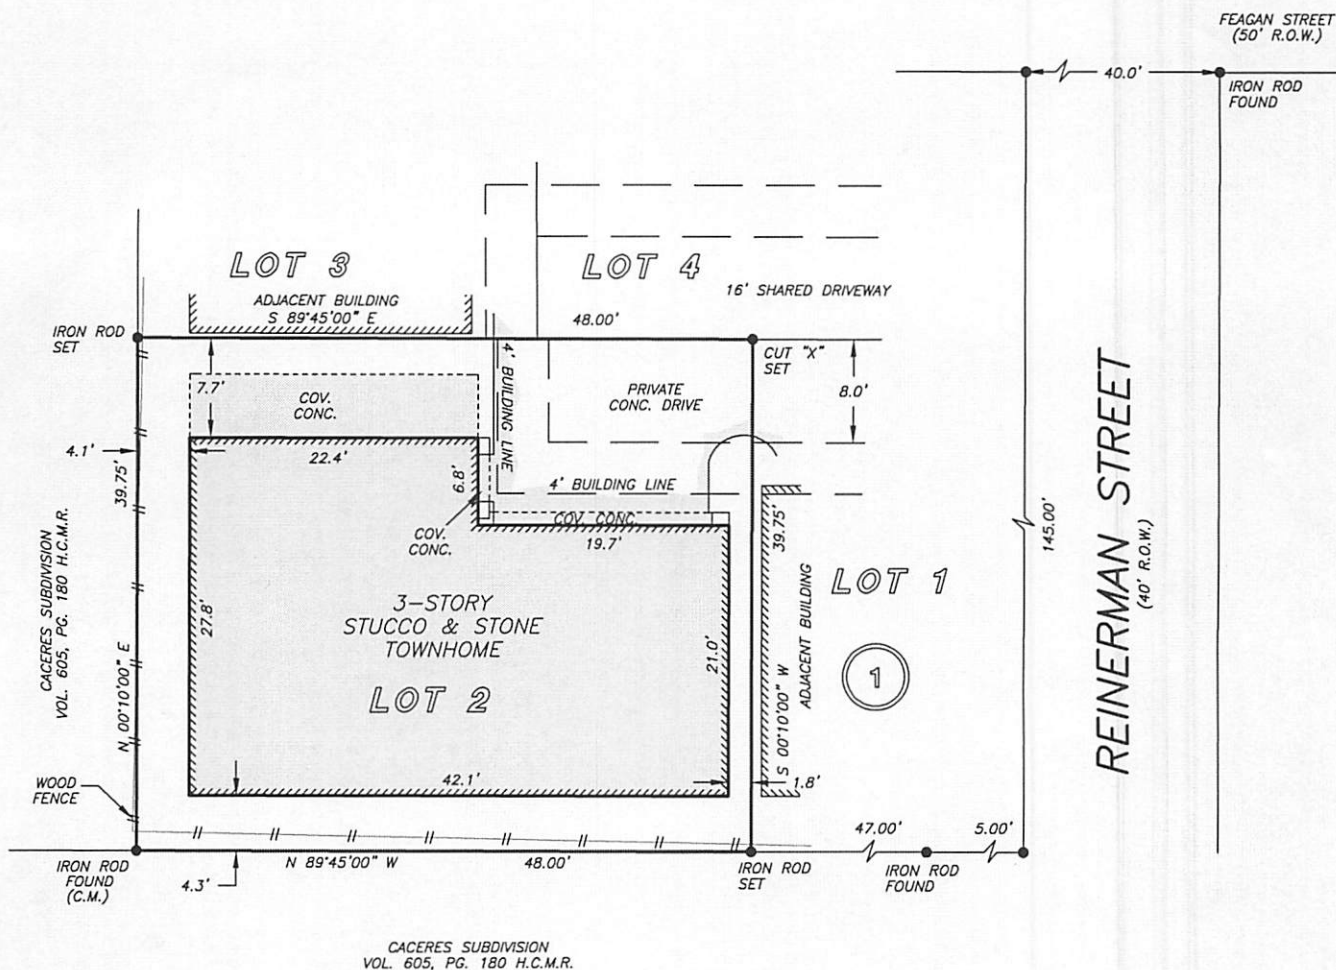 FEAGAN STREET
(50' R.O.W.)
40.0'
IRON ROD
FOUND
LOT 3
LOT 4
ADJACENT BUILDING
S 89°45'00" E
16' SHARED DRIVEWAY
48.00'
IRON ROD
SET
CUT "X"
SET
7.7'
COV.
CONC.
4' BUILDING LINE
PRIVATE
CONC. DRIVE
8.0'
4.1'
22.4'
39.75'
6.8'
4' BUILDING LINE
COV. CONC.
COV.
CONC.
19.7'
39.75'
145.00'
REINERMAN STREET
(40' R.O.W.)
LOT 1
ADJACENT BUILDING
CACERES SUBDIVISION
VOL. 605, PG. 180 H.C.M.R.
27.8'
3-STORY
STUCCO & STONE
TOWNHOME
21.0'
LOT 2
1
N 00°10'00" E
S 00°10'00" W
42.1'
1.8'
WOOD
FENCE
47.00'
5.00'
IRON ROD
FOUND
(C.M.)
N 89°45'00" W
48.00'
4.3'
IRON ROD
SET
IRON ROD
FOUND
CACERES SUBDIVISION
VOL. 605, PG. 180 H.C.M.R.